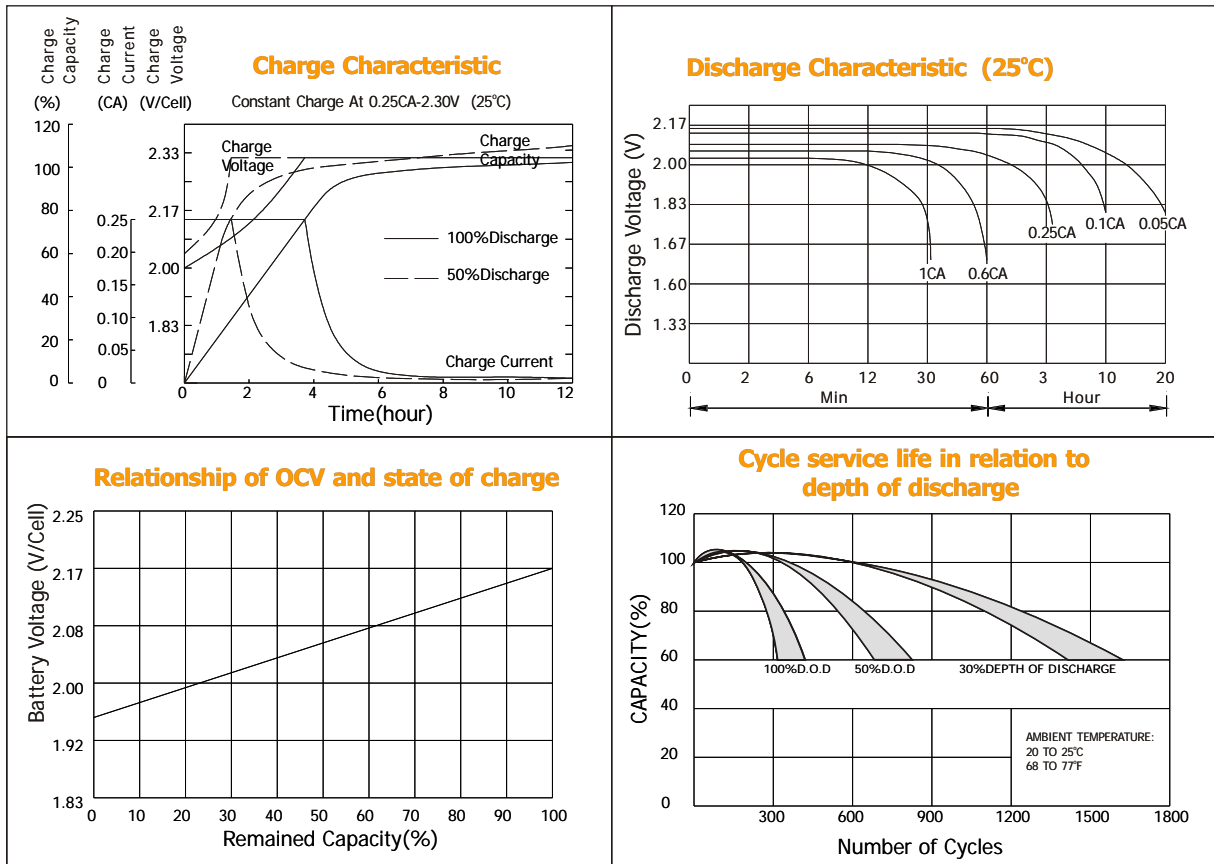 Charge Capacity
Charge Current
Charge Voltage
(%) (CA) (V/Cell)
Charge Characteristic
Constant Charge At 0.25CA-2.30V (25°C)
120
100
80
60
40
20
0
0.25
0.20
0.15
0.10
0.05
0
2.33
2.17
2.00
1.83
Charge Voltage
Charge Capacity
100%Discharge
50%Discharge
Charge Current
0 2 4 6 8 10 12
Time(hour)
Discharge Characteristic (25°C)
Discharge Voltage (V)
2.17
2.00
1.83
1.67
1.60
1.33
1CA
0.6CA
0.25CA
0.1CA
0.05CA
0 2 6 12 30 60 3 10 20
Min
Hour
Relationship of OCV and state of charge
Battery Voltage (V/Cell)
2.25
2.17
2.08
2.00
1.92
1.83
0 10 20 30 40 50 60 70 80 90 100
Remained Capacity(%)
Cycle service life in relation to
depth of discharge
CAPACITY(%)
120
100
80
60
40
20
0
100%D.O.D
50%D.O.D
30%DEPTH OF DISCHARGE
AMBIENT TEMPERATURE:
20 TO 25°C
68 TO 77°F
300 600 900 1200 1500 1800
Number of Cycles